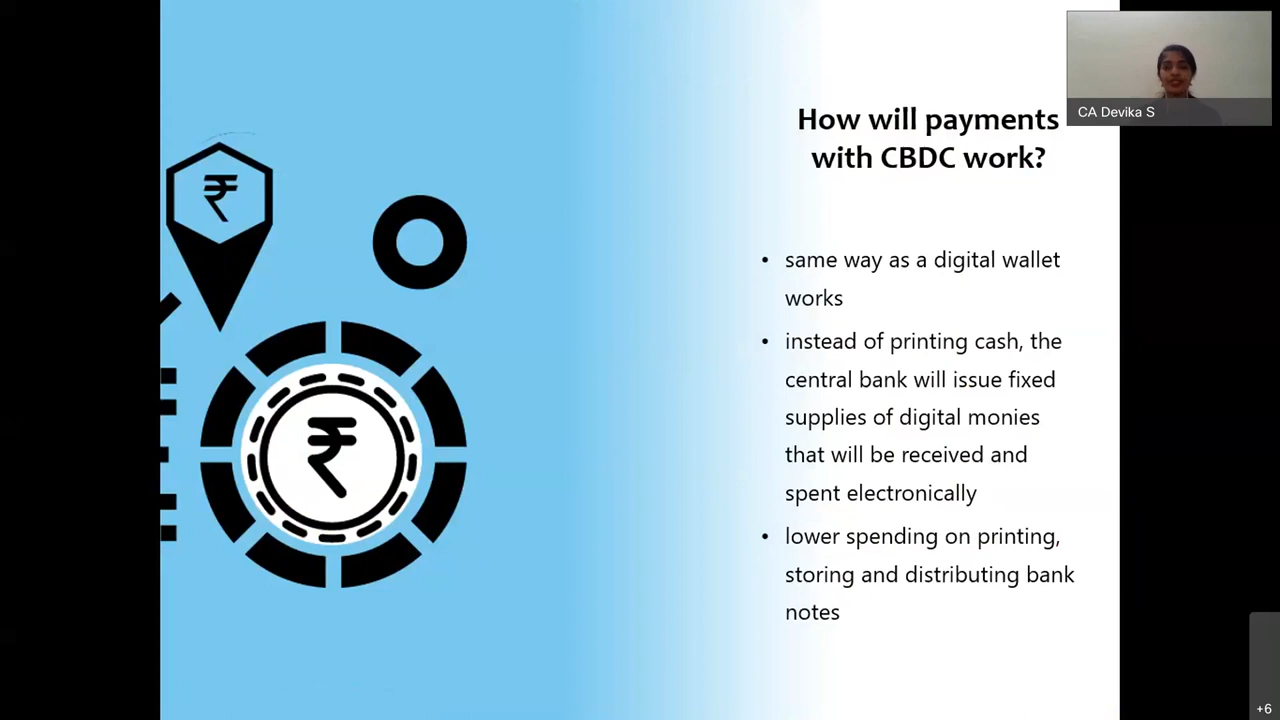 How will payments
with CBDC work?
CA Devika S
• same way as a digital wallet
works
• instead of printing cash, the
central bank will issue fixed
supplies of digital monies
that will be received and
spent electronically
• lower spending on printing,
storing and distributing bank
notes
₹
₹
+6